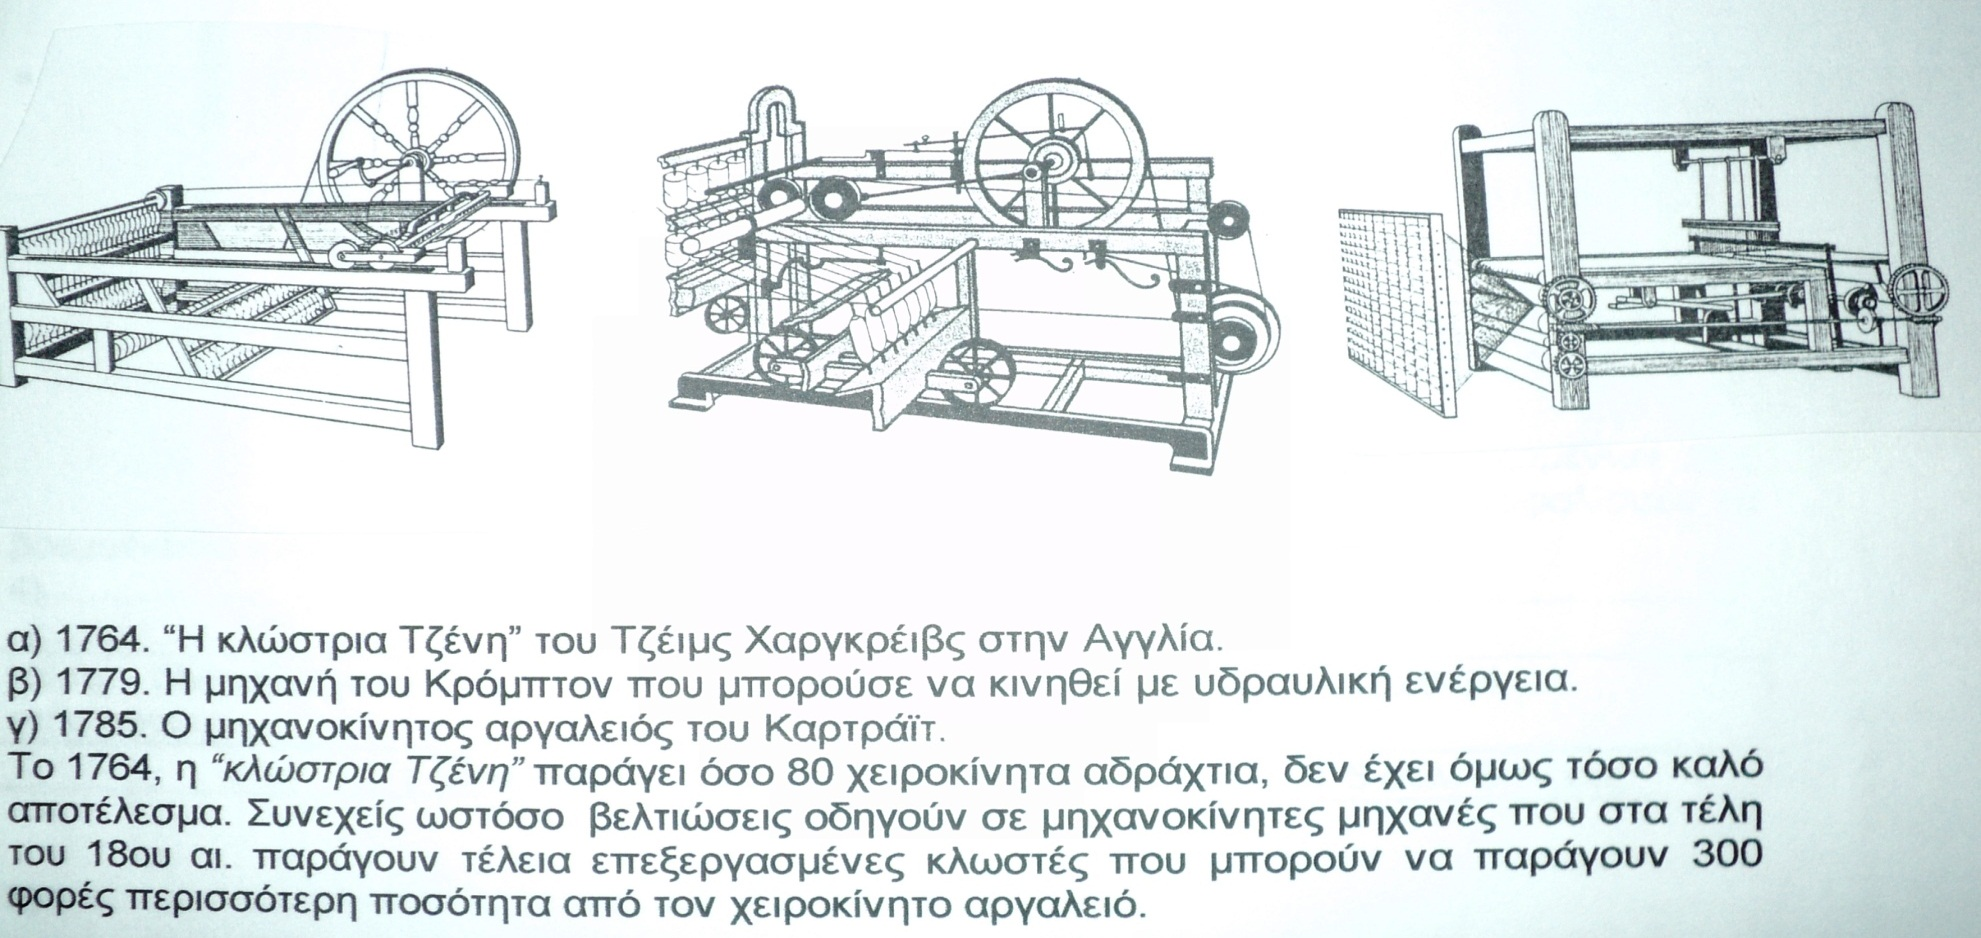 α) 1764. “Η κλώστρια Τζένη” του Τζέιμς Χαργκρέιβς στην Αγγλία.
β) 1779. Η μηχανή του Κρόμπτον που μπορούσε να κινηθεί με υδραυλική ενέργεια.
γ) 1785. Ο μηχανοκίνητος αργαλειός του Καρτράϊτ.
Το 1764, η “κλώστρια Τζένη” παράγει όσο 80 χειροκίνητα αδράχτια, δεν έχει όμως τόσο καλό
αποτέλεσμα. Συνεχείς ωστόσο βελτιώσεις οδηγούν σε μηχανοκίνητες μηχανές που στα τέλη
του 18ου αι. παράγουν τέλεια επεξεργασμένες κλωστές που μπορούν να παράγουν 300
φορές περισσότερη ποσότητα από τον χειροκίνητο αργαλειό.